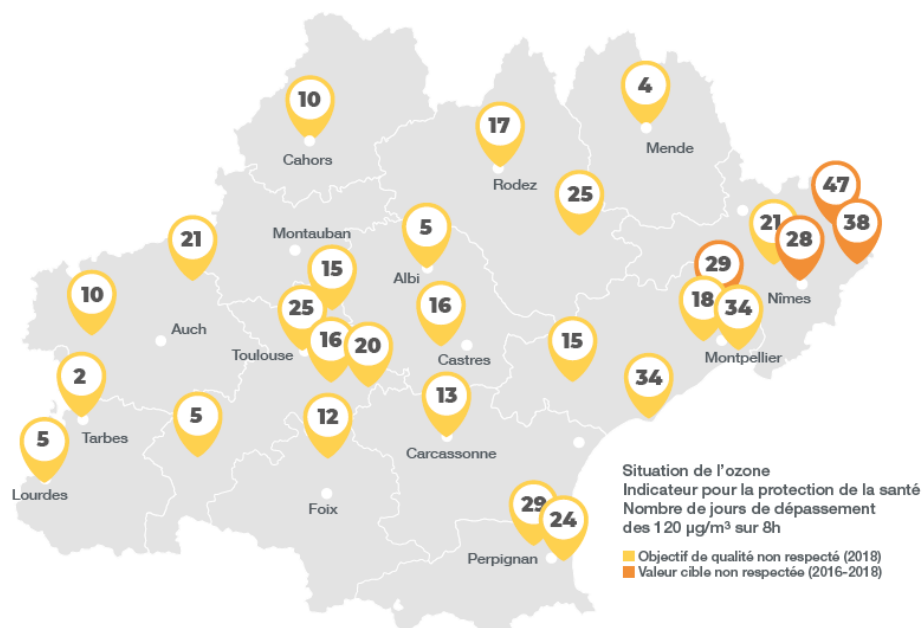 4
10
17
Cahors
Mende
Rodez
47
25
21
38
5
28
21
Montauban
15
Albi
29
10
Nîmes
25
16
18
34
Auch
16
20
15
Toulouse
Castres
Montpellier
2
34
13
5
12
Tarbes
5
Carcassonne
Lourdes
Foix
29
24
Perpignan
Situation de l'ozone
Indicateur pour la protection de la santé
Nombre de jours de dépassement
des 120 µg/m³ sur 8h
Objectif de qualité non respecté (2018)
Valeur cible non respectée (2016-2018)